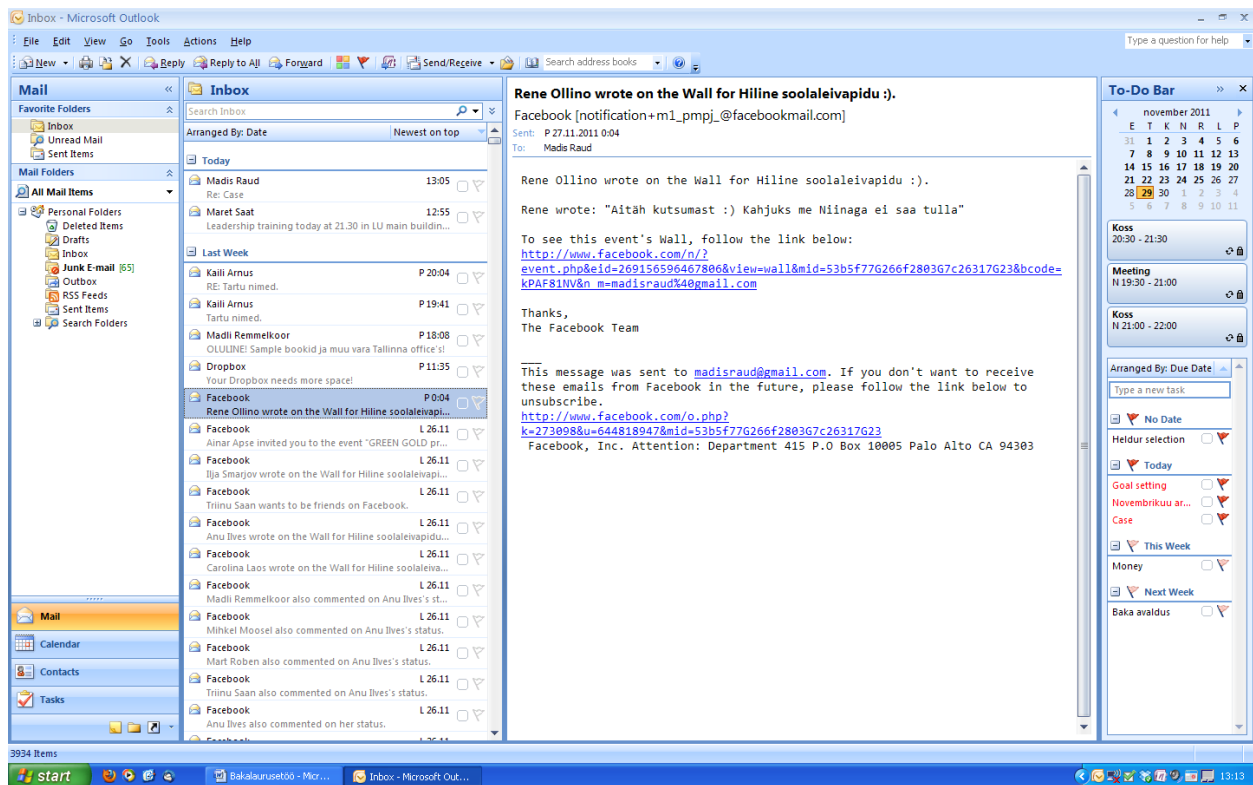 Inbox - Microsoft Outlook
File Edit View Go Tools Actions Help
Type a question for help
New Reply Reply to All Forward Send/Receive Search address books
Mail
Favorite Folders
Inbox
Unread Mail
Sent Items
Mail Folders
All Mail Items
Personal Folders
Deleted Items
Drafts
Inbox
Junk E-mail [65]
Outbox
RSS Feeds
Sent Items
Search Folders
Mail
Calendar
Contacts
Tasks
Inbox
Search Inbox
Arranged By: Date Newest on top
Today
Madis Raud 13:05
Re: Case
Maret Saat 12:55
Leadership training today at 21.30 in LU main buildin...
Last Week
Kaili Arnus P 20:04
RE: Tartu nimed.
Kaili Arnus P 19:41
Tartu nimed.
Madli Remmelkoor P 18:08
OLULINE! Sample bookid ja muu vara Tallinna office's!
Dropbox P 11:35
Your Dropbox needs more space!
Facebook P 0:04
Rene Ollino wrote on the Wall for Hiline soolaleivapi...
Facebook L 26.11
Ainar Apse invited you to the event "GREEN GOLD pr...
Facebook L 26.11
Ilja Smarjov wrote on the Wall for Hiline soolaleivapi...
Facebook L 26.11
Triinu Saan wants to be friends on Facebook.
Facebook L 26.11
Anu Ilves wrote on the Wall for Hiline soolaleivapidu...
Facebook L 26.11
Carolina Laos wrote on the Wall for Hiline soolaleiva...
Facebook L 26.11
Madli Remmelkoor also commented on Anu Ilves's st...
Facebook L 26.11
Mihkel Moosel also commented on Anu Ilves's status.
Facebook L 26.11
Mart Roben also commented on Anu Ilves's status.
Facebook L 26.11
Triinu Saan also commented on Anu Ilves's status.
Facebook L 26.11
Anu Ilves also commented on her status.
Rene Ollino wrote on the Wall for Hiline soolaleivapidu :).
Facebook [notification+m1_pmpj_@facebookmail.com]
Sent: P 27.11.2011 0:04
To: Madis Raud
Rene Ollino wrote on the Wall for Hiline soolaleivapidu :).
Rene wrote: "Aitäh kutsumast :) Kahjuks me Niinaga ei saa tulla"
To see this event's Wall, follow the link below:
http://www.facebook.com/n/?
event.php&eid=269156596467806&view=wall&mid=53b5f77G266f2803G7c26317G23&bcode=
kPAF81NV&n_m=madisraud%40gmail.com
Thanks,
The Facebook Team
___
This message was sent to madisraud@gmail.com. If you don't want to receive
these emails from Facebook in the future, please follow the link below to
unsubscribe.
http://www.facebook.com/o.php?
k=273098&u=644818947&mid=53b5f77G266f2803G7c26317G23
Facebook, Inc. Attention: Department 415 P.O Box 10005 Palo Alto CA 94303
To-Do Bar
november 2011
E T K N R L P
31 1 2 3 4 5 6
7 8 9 10 11 12 13
14 15 16 17 18 19 20
21 22 23 24 25 26 27
28 29 30 1 2 3 4
5 6 7 8 9 10 11
Koss
20:30 - 21:30
Meeting
N 19:30 - 21:00
Koss
N 21:00 - 22:00
Arranged By: Due Date
Type a new task
No Date
Heldur selection
Today
Goal setting
Novembrikuu ar...
Case
This Week
Money
Next Week
Baka avaldus
3934 Items
start Bakalaurusetöö - Micr... Inbox - Microsoft Out... 13:13